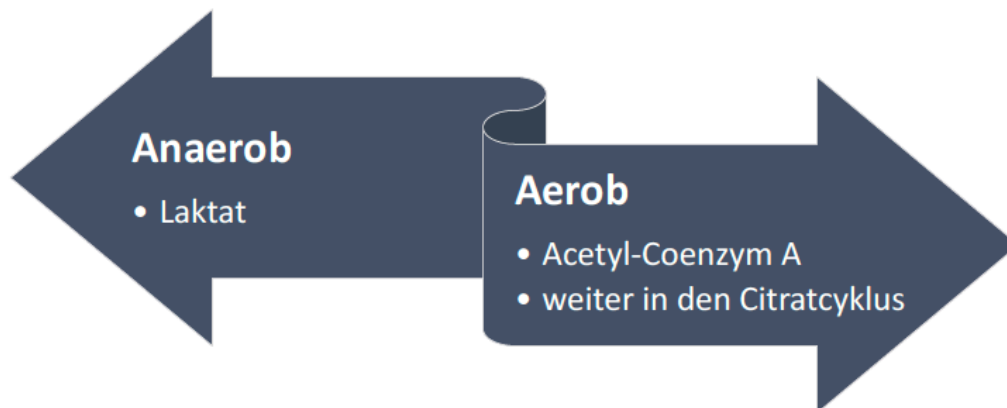 Anaerob
• Laktat
Aerob
• Acetyl-Coenzym A
• weiter in den Citratcyklus